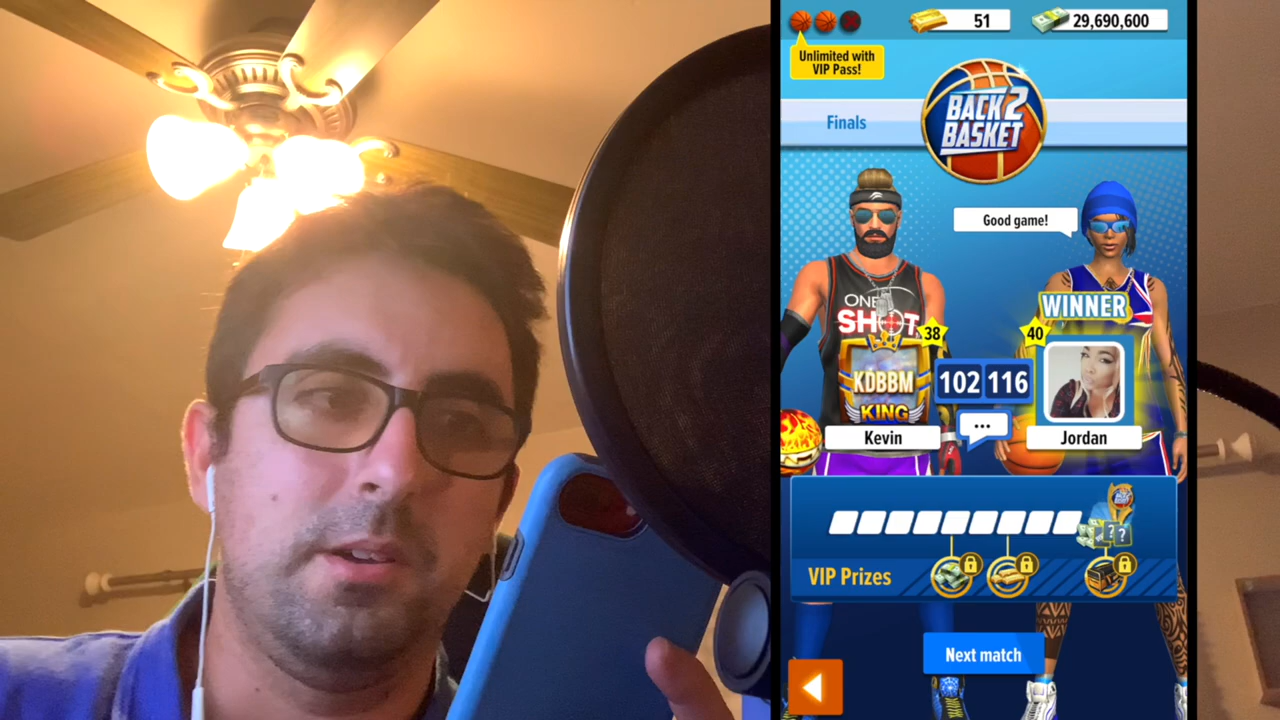 51
29,690,600
Unlimited with
VIP Pass!
BACK 2
BASKET
Finals
Good game!
WINNER
ONE
SHOT
38
40
KDBBM
KING
102 116
...
Kevin
Jordan
? ?
VIP Prizes
Next match